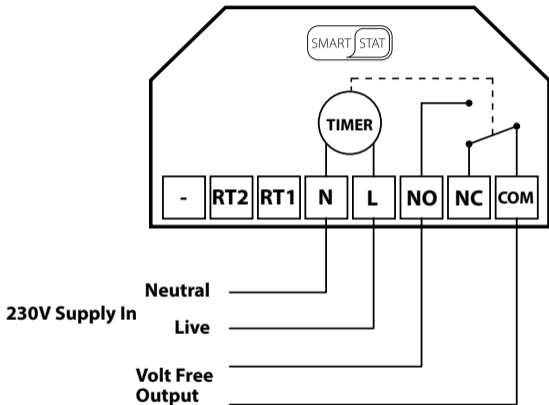 SMART STAT
TIMER
- RT2 RT1 N L NO NC COM
Neutral
230V Supply In
Live
Volt Free
Output